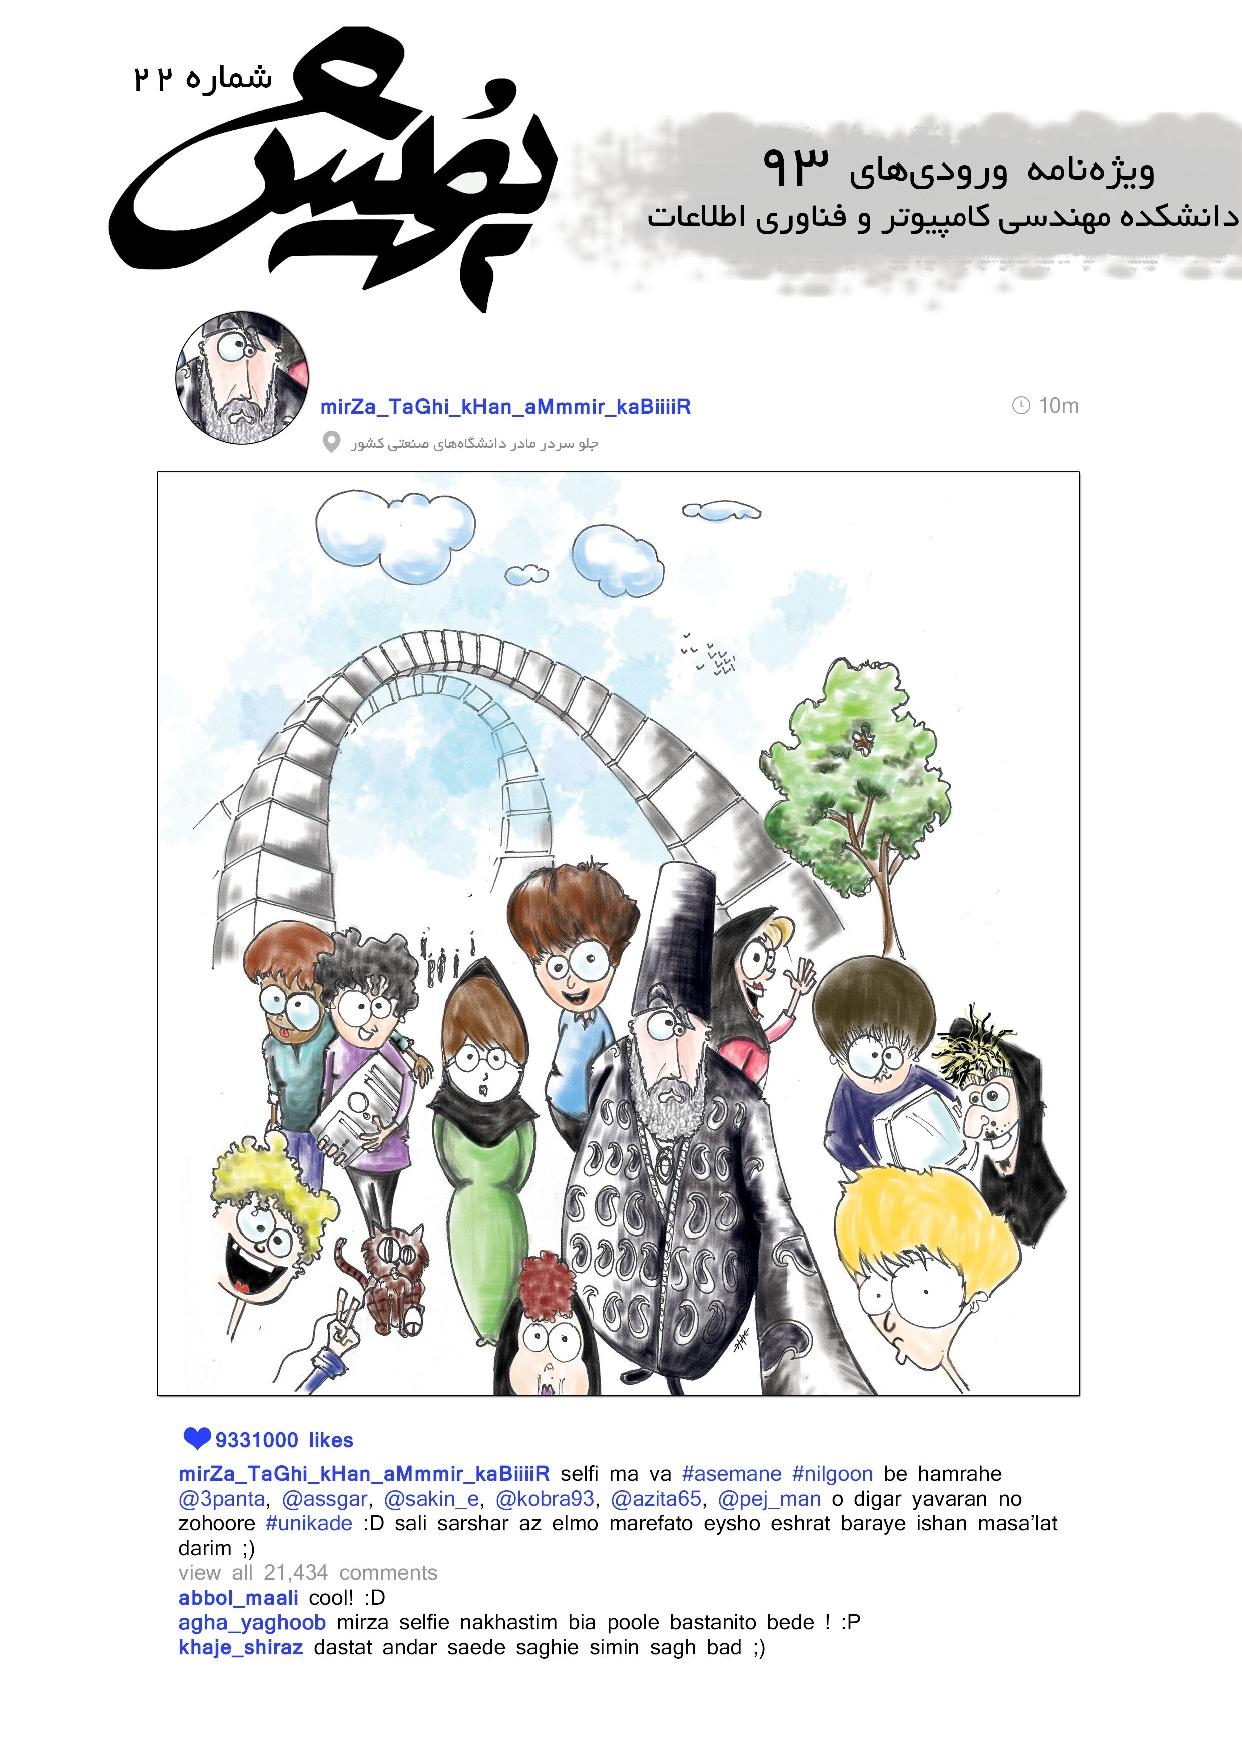 شماره ۲۲
پویش
ویژه‌نامه ورودی‌های ۹۳
دانشکده مهندسی کامپیوتر و فناوری اطلاعات
mirZa_TaGhi_kHan_aMmmir_kaBiiiiR
10m
جلو سردر مادر دانشگاه‌های صنعتی کشور
9331000 likes
mirZa_TaGhi_kHan_aMmmir_kaBiiiiR selfi ma va #asemane #nilgoon be hamrahe
@3panta, @assgar, @sakin_e, @kobra93, @azita65, @pej_man o digar yavaran no
zohoore #unikade :D sali sarshar az elmo marefato eysho eshrat baraye ishan masa’lat
darim ;)
view all 21,434 comments
abbol_maali cool! :D
agha_yaghoob mirza selfie nakhastim bia poole bastanito bede ! :P
khaje_shiraz dastat andar saede saghie simin sagh bad ;)